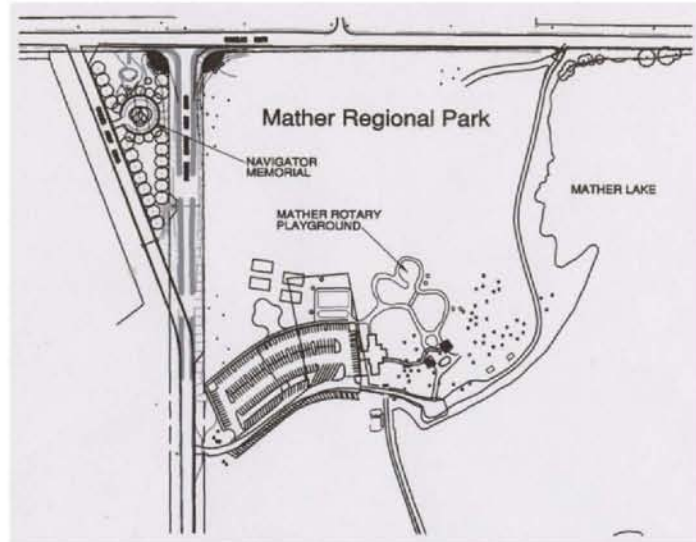 Mather Regional Park
NAVIGATOR
MEMORIAL
MATHER LAKE
MATHER ROTARY
PLAYGROUND